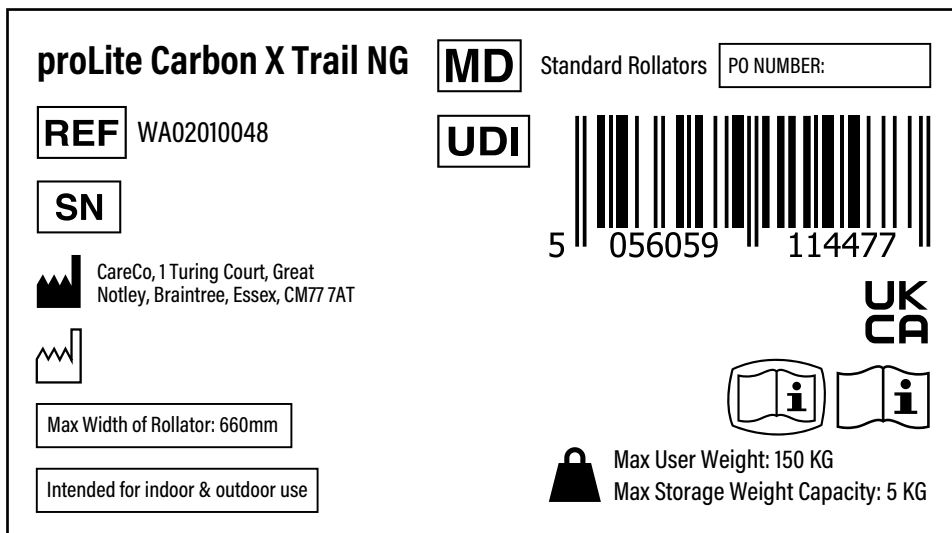 proLite Carbon X Trail NG
MD Standard Rollators
PO NUMBER:
REF WA02010048
UDI
5 056059 114477
SN
CareCo, 1 Turing Court, Great
Notley, Braintree, Essex, CM77 7AT
UK
CA
i i
Max Width of Rollator: 660mm
Intended for indoor & outdoor use
Max User Weight: 150 KG
Max Storage Weight Capacity: 5 KG